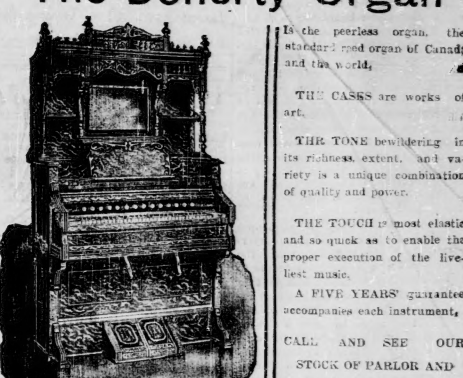 The Doherty Organ
Is the peerless organ, the
standard reed organ of Canada
and the world,
THE CASKS are works of
art.
THR TONE bewildering in
its richness, extent, and va-
riety is a unique combination
of quality and power.
THE TOUCH is most elastic
and so quick as to enable the
proper execution of the live-
liest music.
A FIVE YEARS' guarantee
accompanies each instrument,
CALL AND SEE OUR
STOCK OF PARLOR AND